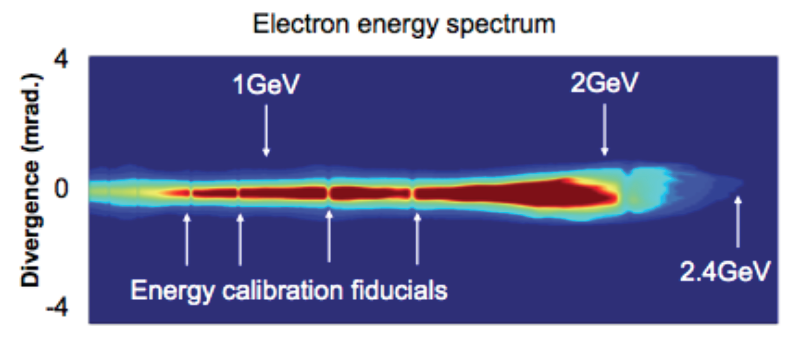 Electron energy spectrum
Divergence (mrad.)
4
0
-4
1GeV
2GeV
2.4GeV
Energy calibration fiducials